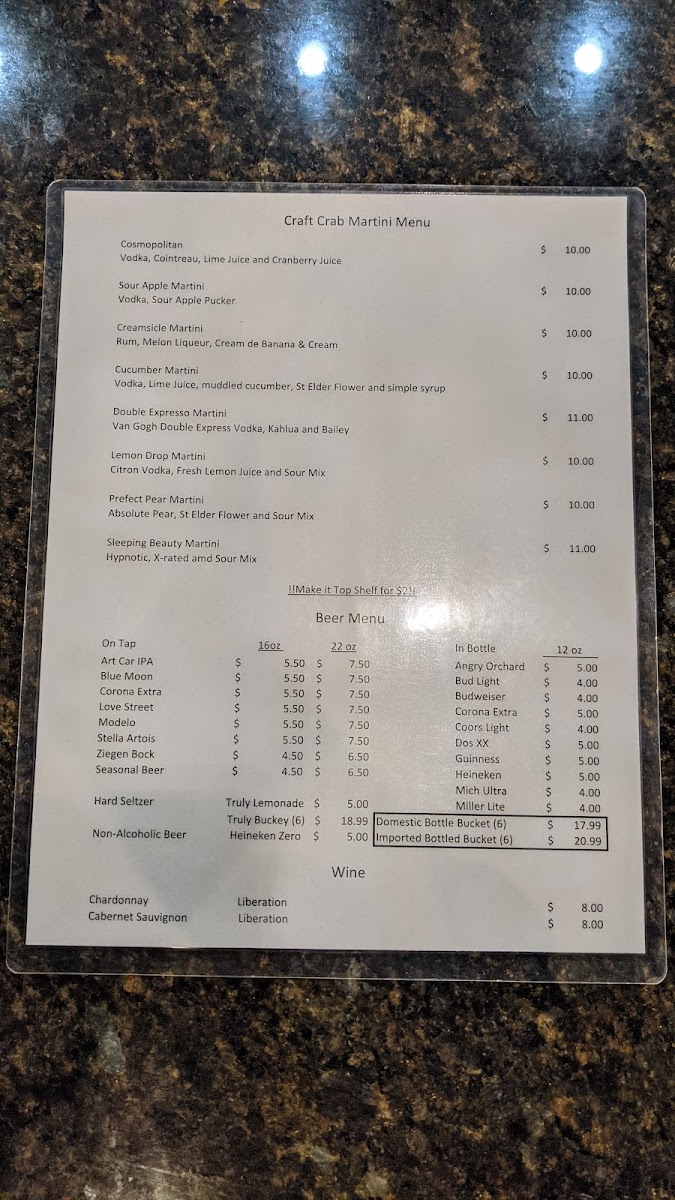 Craft Crab Martini Menu
Cosmopolitan $ 10.00
Vodka, Cointreau, Lime Juice and Cranberry Juice
Sour Apple Martini $ 10.00
Vodka, Sour Apple Pucker
Creamsicle Martini $ 10.00
Rum, Melon Liqueur, Cream de Banana & Cream
Cucumber Martini $ 10.00
Vodka, Lime Juice, muddled cucumber, St Elder Flower and simple syrup
Double Expresso Martini $ 11.00
Van Gogh Double Express Vodka, Kahlua and Bailey
Lemon Drop Martini $ 10.00
Citron Vodka, Fresh Lemon Juice and Sour Mix
Prefect Pear Martini $ 10.00
Absolute Pear, St Elder Flower and Sour Mix
Sleeping Beauty Martini $ 11.00
Hypnotic, X-rated amd Sour Mix
!!Make it Top Shelf for $2!!
Beer Menu
On Tap 16oz 22 oz
Art Car IPA $ 5.50 $ 7.50
Blue Moon $ 5.50 $ 7.50
Corona Extra $ 5.50 $ 7.50
Love Street $ 5.50 $ 7.50
Modelo $ 5.50 $ 7.50
Stella Artois $ 5.50 $ 7.50
Ziegen Bock $ 4.50 $ 6.50
Seasonal Beer $ 4.50 $ 6.50
Hard Seltzer Truly Lemonade $ 5.00
Truly Buckey (6) $ 18.99
Non-Alcoholic Beer Heineken Zero $ 5.00
In Bottle 12 oz
Angry Orchard $ 5.00
Bud Light $ 4.00
Budweiser $ 4.00
Corona Extra $ 5.00
Coors Light $ 4.00
Dos XX $ 5.00
Guinness $ 5.00
Heineken $ 5.00
Mich Ultra $ 4.00
Miller Lite $ 4.00
Domestic Bottle Bucket (6) $ 17.99
Imported Bottled Bucket (6) $ 20.99
Wine
Chardonnay Liberation $ 8.00
Cabernet Sauvignon Liberation $ 8.00